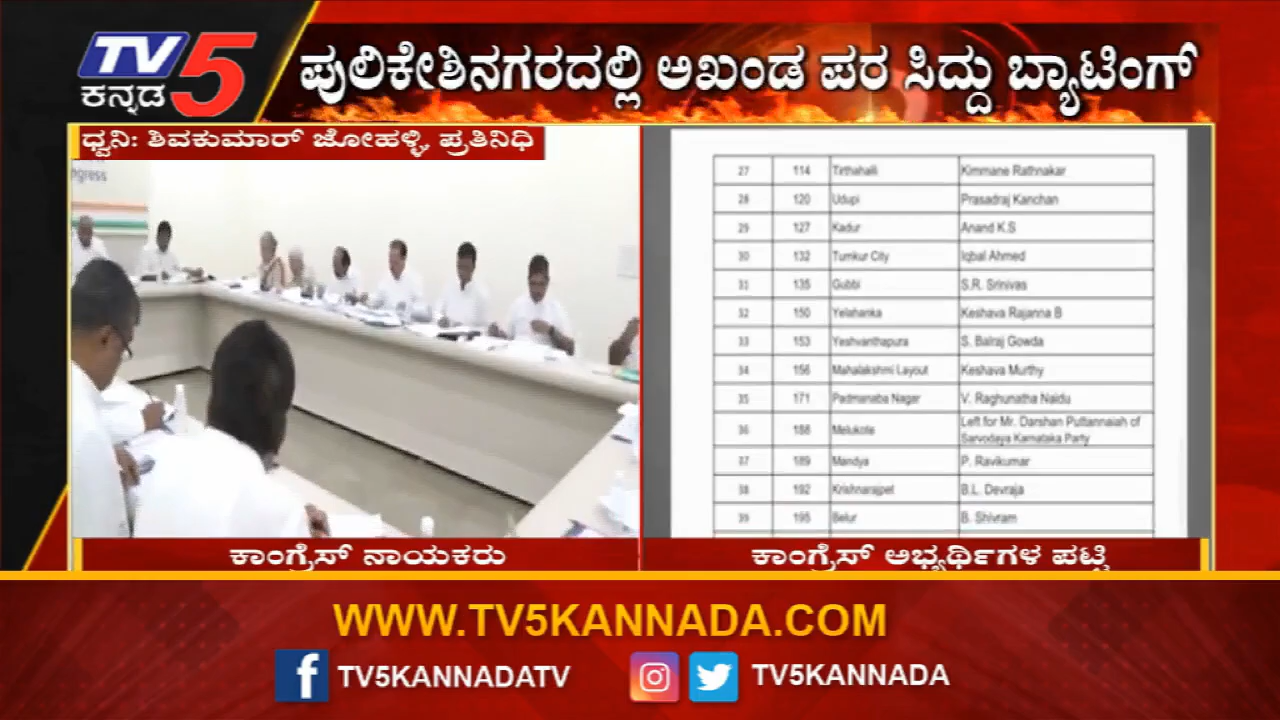 TV5
ಕನ್ನಡ
ಪುಲಿಕೇಶಿನಗರದಲ್ಲಿ ಅಖಂಡ ಪರ ಸಿದ್ದು ಬ್ಯಾಟಿಂಗ್
ಧ್ವನಿ: ಶಿವಕುಮಾರ್ ಜೋಹಳ್ಳಿ, ಪ್ರತಿನಿಧಿ
27 114 Tirthahalli Kimmane Rathnakar
28 120 Udupi Prasadraj Kanchan
29 127 Kadur Anand K.S
30 132 Tumkur City Iqbal Ahmed
31 135 Gubbi S.R. Srinivas
32 150 Yelahanka Keshava Rajanna B
33 153 Yeshvanthapura S. Balraj Gowda
34 156 Mahalakshmi Layout Keshava Murthy
35 171 Padmanaba Nagar V. Raghunatha Naidu
36 188 Melukote Left for Mr. Darshan Puttannaiah of
Sarvodaya Karnataka Party
37 189 Mandya P. Ravikumar
38 192 Krishnarajpet B.L. Devraja
39 195 Belur B. Shivram
ಕಾಂಗ್ರೆಸ್ ನಾಯಕರು
ಕಾಂಗ್ರೆಸ್ ಅಭ್ಯರ್ಥಿಗಳ ಪಟ್ಟಿ
WWW.TV5KANNADA.COM
TV5KANNADATV
TV5KANNADA